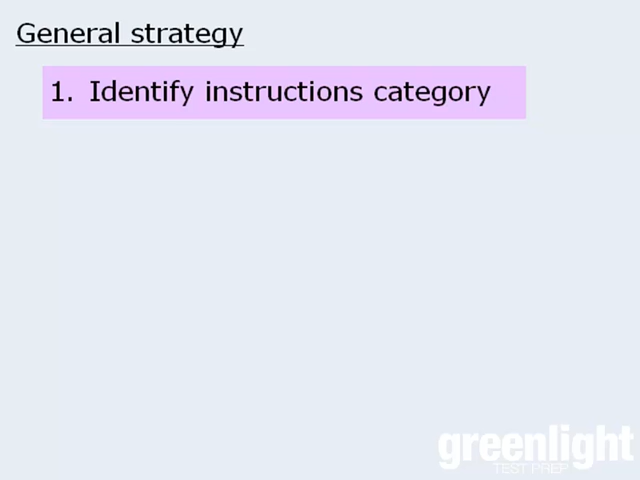 General strategy
1. Identify instructions category
greenlight
TEST PREP